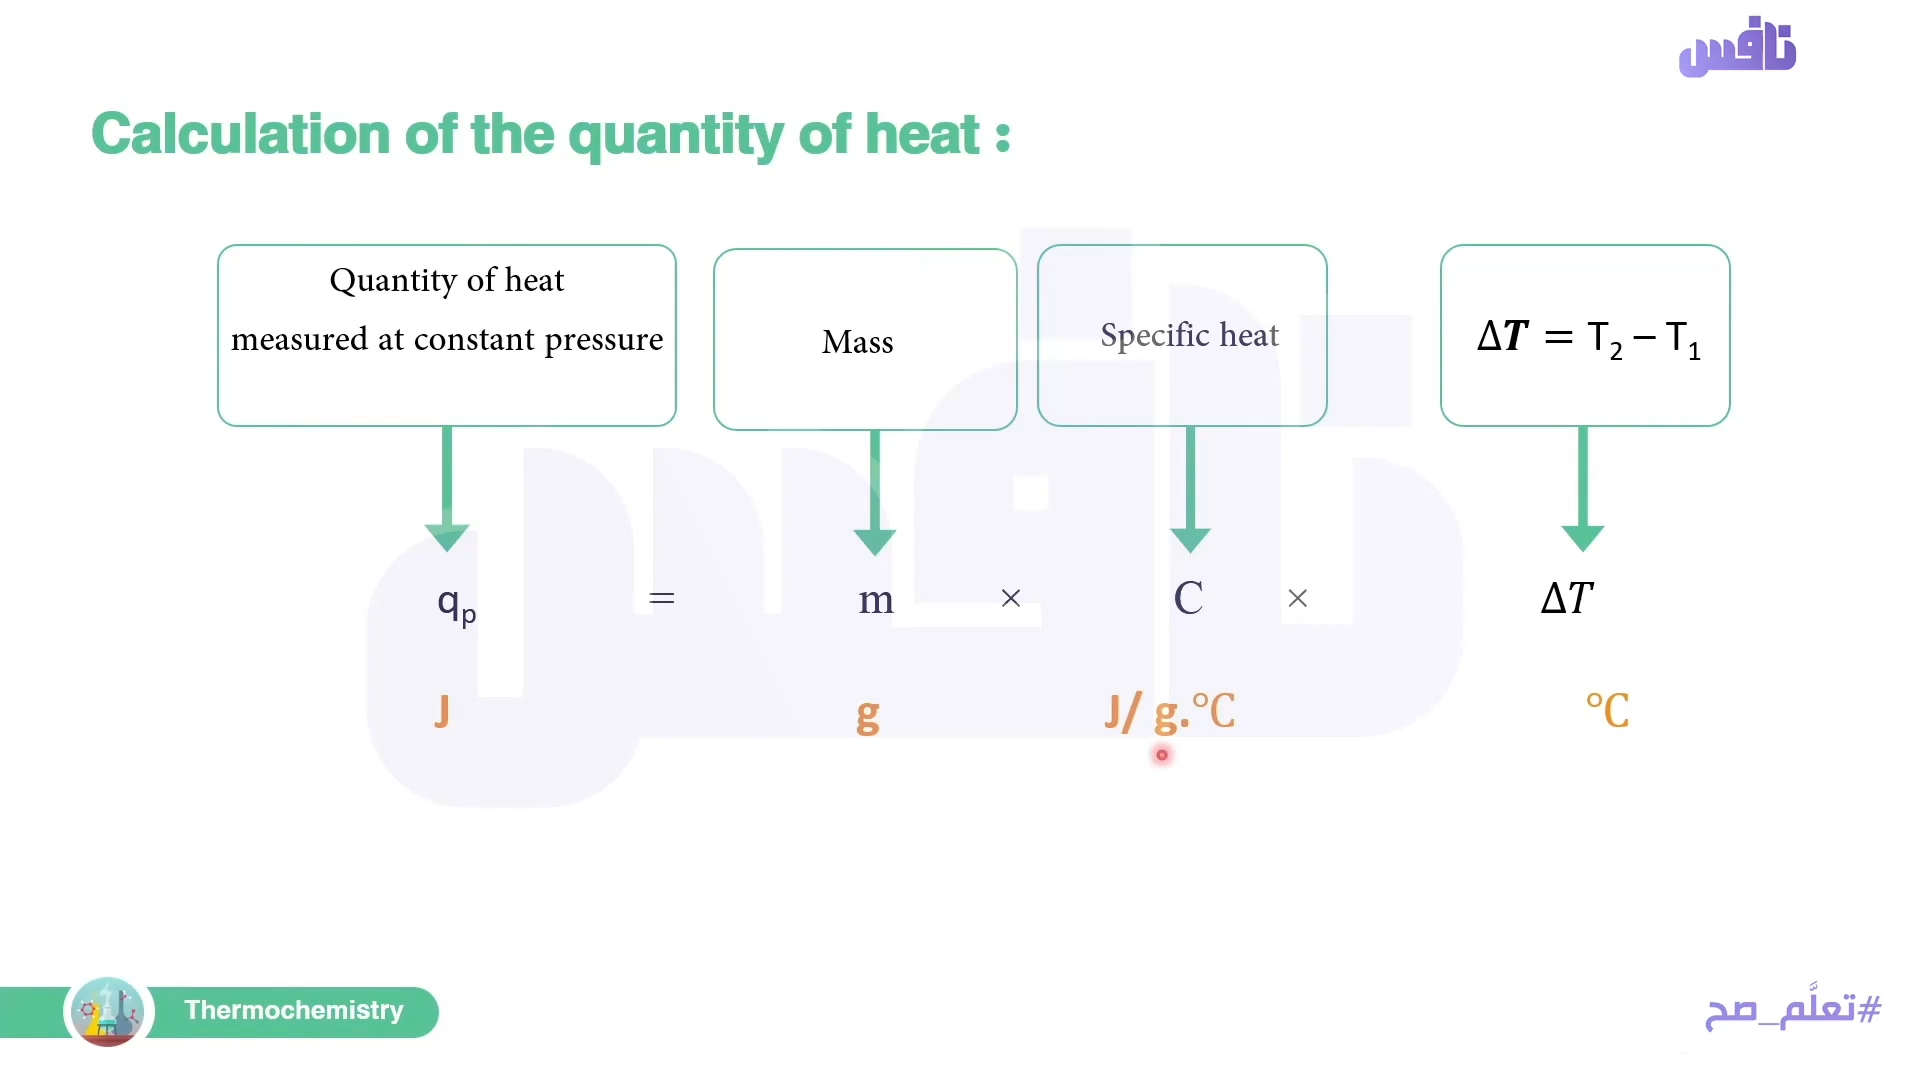 نافس
Calculation of the quantity of heat :
Quantity of heat
measured at constant pressure
Mass
Specific heat
Δ𝑻 = T₂ – T₁
qₚ = m × C × Δ𝑇
J g J/ g.℃ ℃
Thermochemistry
#تعلَّم_صح